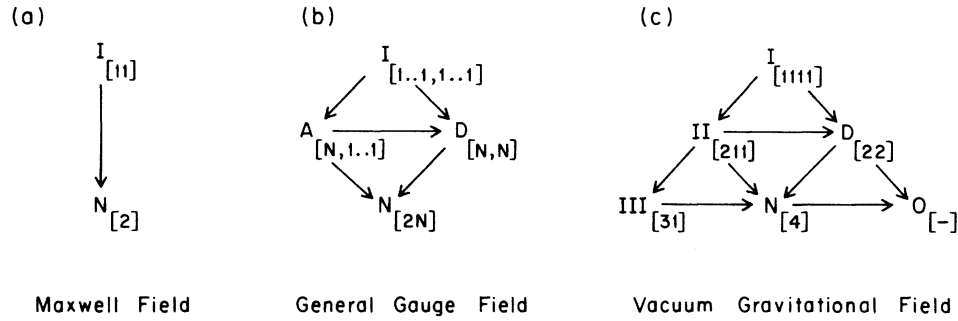 (a) (b) (c)
I[11] I[1..1,1..1] I[1111]
A[N,1..1] D[N,N] II[211] D[22]
N[2] N[2N] III[31] N[4] O[-]
Maxwell Field General Gauge Field Vacuum Gravitational Field